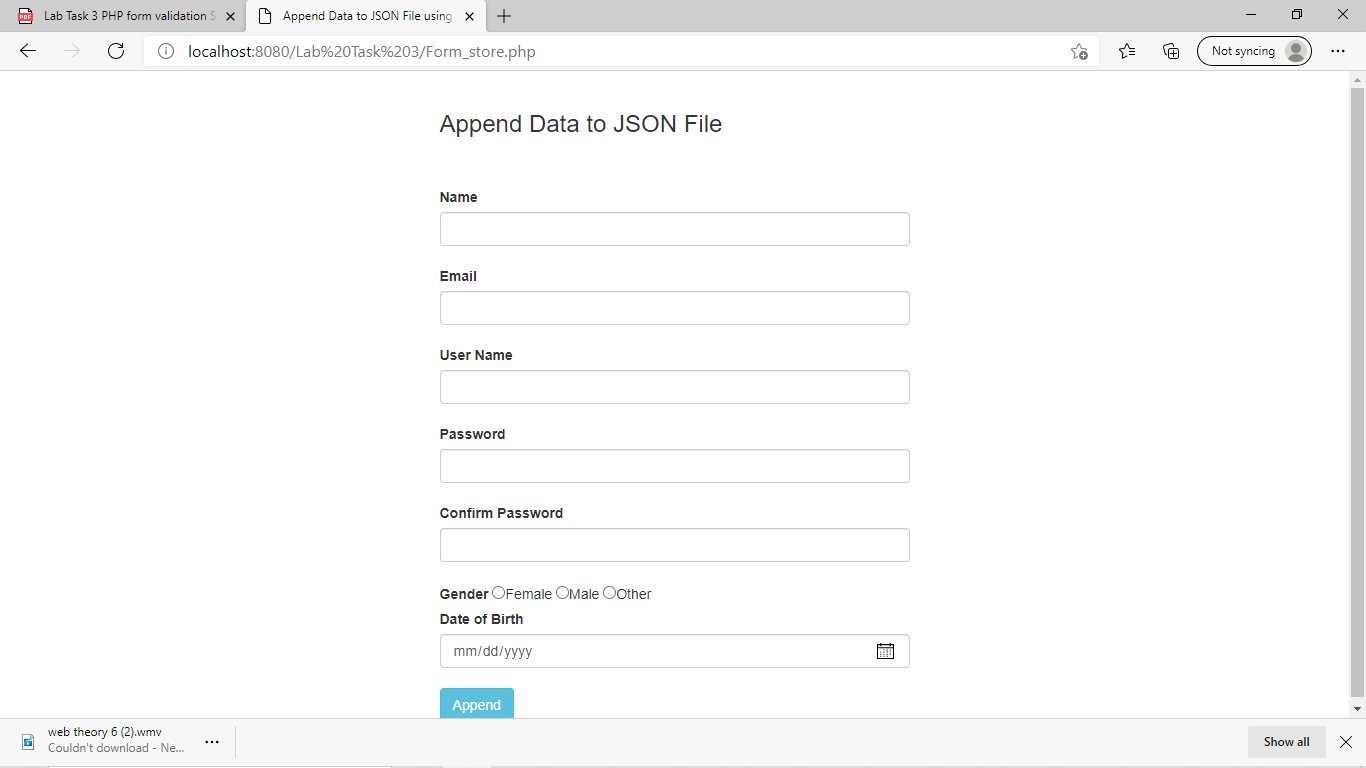 Lab Task 3 PHP form validation S
Append Data to JSON File using
localhost:8080/Lab%20Task%203/Form_store.php
Not syncing
Append Data to JSON File
Name
Email
User Name
Password
Confirm Password
Gender Female Male Other
Date of Birth
mm/dd/yyyy
Append
web theory 6 (2).wmv
Couldn't download - Ne...
Show all